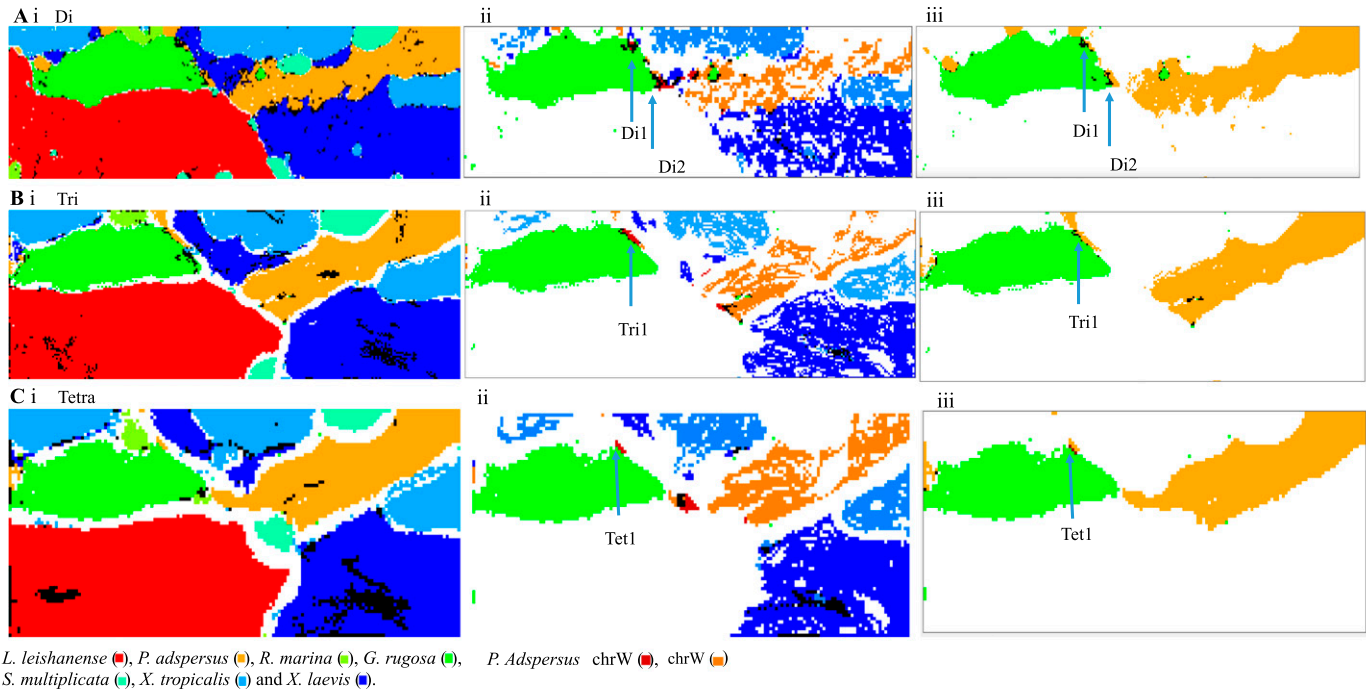 A i Di ii iii
Di1 Di1
Di2 Di2
B i Tri ii iii
Tri1 Tri1
C i Tetra ii iii
Tet1 Tet1
L. leishanense ( ), P. adspersus ( ), R. marina ( ), G. rugosa ( ), P. Adspersus chrW ( ), chrW ( )
S. multiplicata ( ), X. tropicalis ( ) and X. laevis ( ).